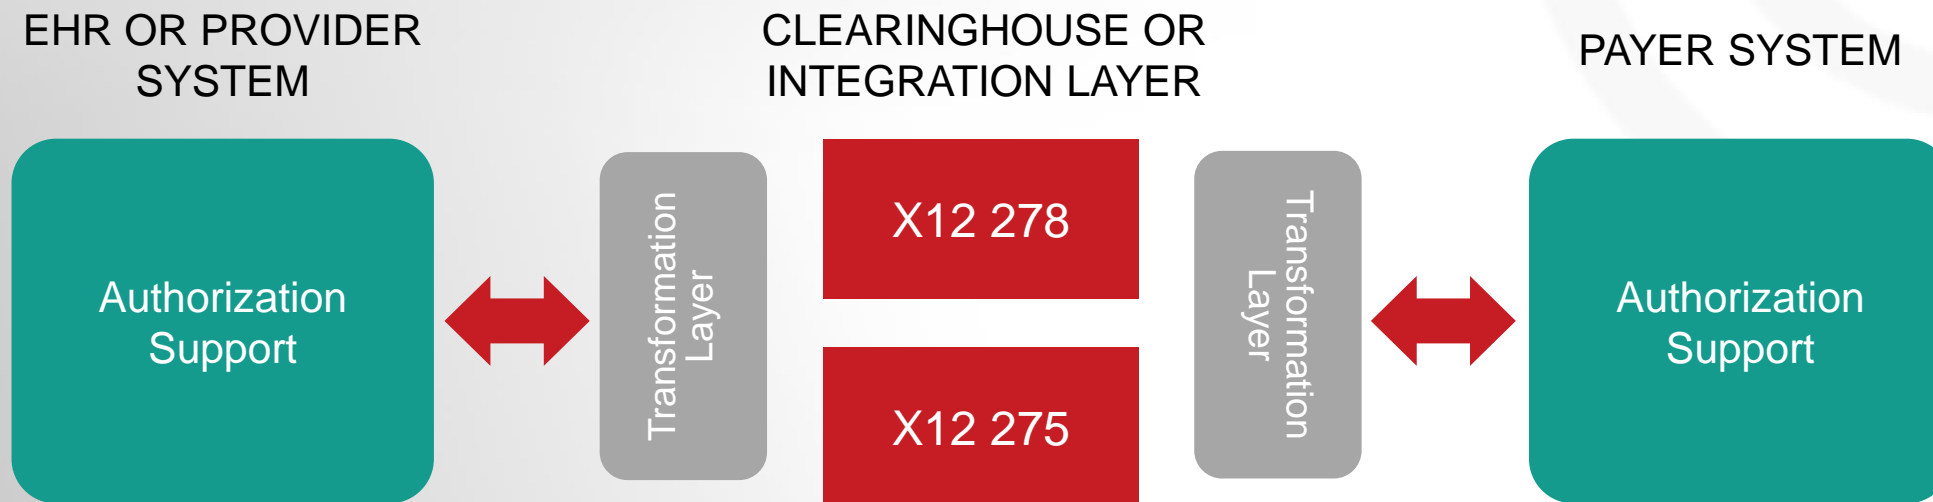 EHR OR PROVIDER
SYSTEM
CLEARINGHOUSE OR
INTEGRATION LAYER
PAYER SYSTEM
Authorization
Support
Transformation
Layer
X12 278
X12 275
Transformation
Layer
Authorization
Support